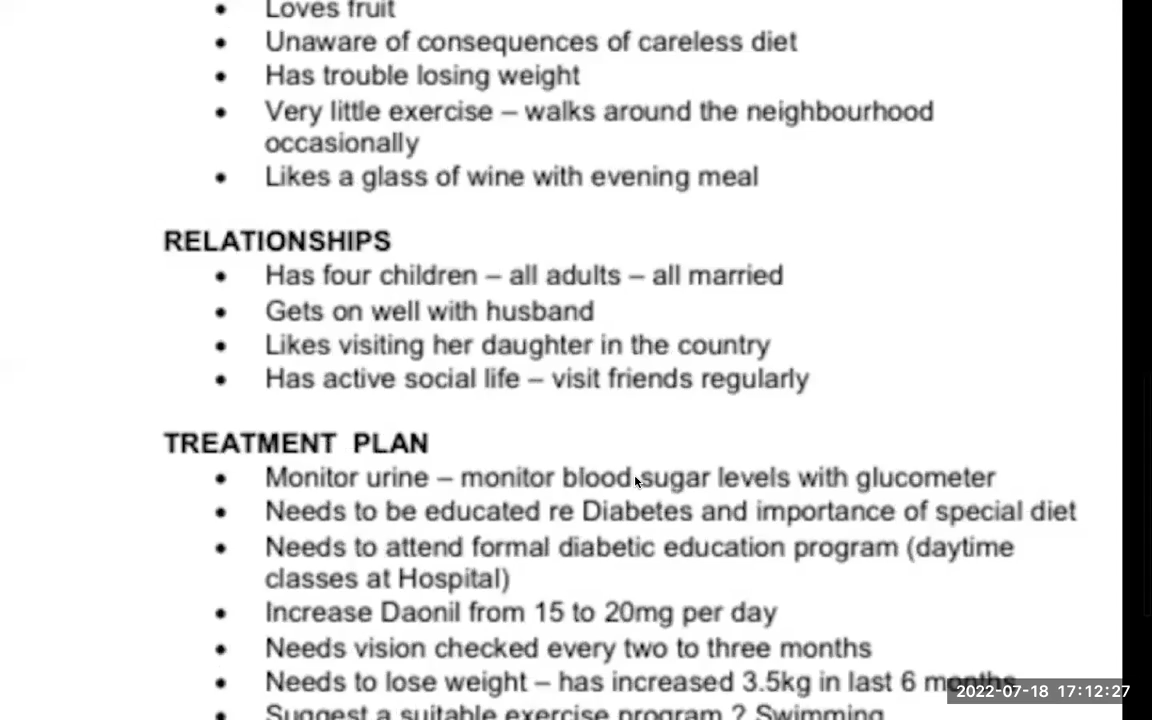 • Loves fruit
• Unaware of consequences of careless diet
• Has trouble losing weight
• Very little exercise – walks around the neighbourhood
occasionally
• Likes a glass of wine with evening meal
RELATIONSHIPS
• Has four children – all adults – all married
• Gets on well with husband
• Likes visiting her daughter in the country
• Has active social life – visit friends regularly
TREATMENT PLAN
• Monitor urine – monitor blood sugar levels with glucometer
• Needs to be educated re Diabetes and importance of special diet
• Needs to attend formal diabetic education program (daytime
classes at Hospital)
• Increase Daonil from 15 to 20mg per day
• Needs vision checked every two to three months
• Needs to lose weight – has increased 3.5kg in last 6 months
• Suggest a suitable exercise program ? Swimming
2022-07-18 17:12:27